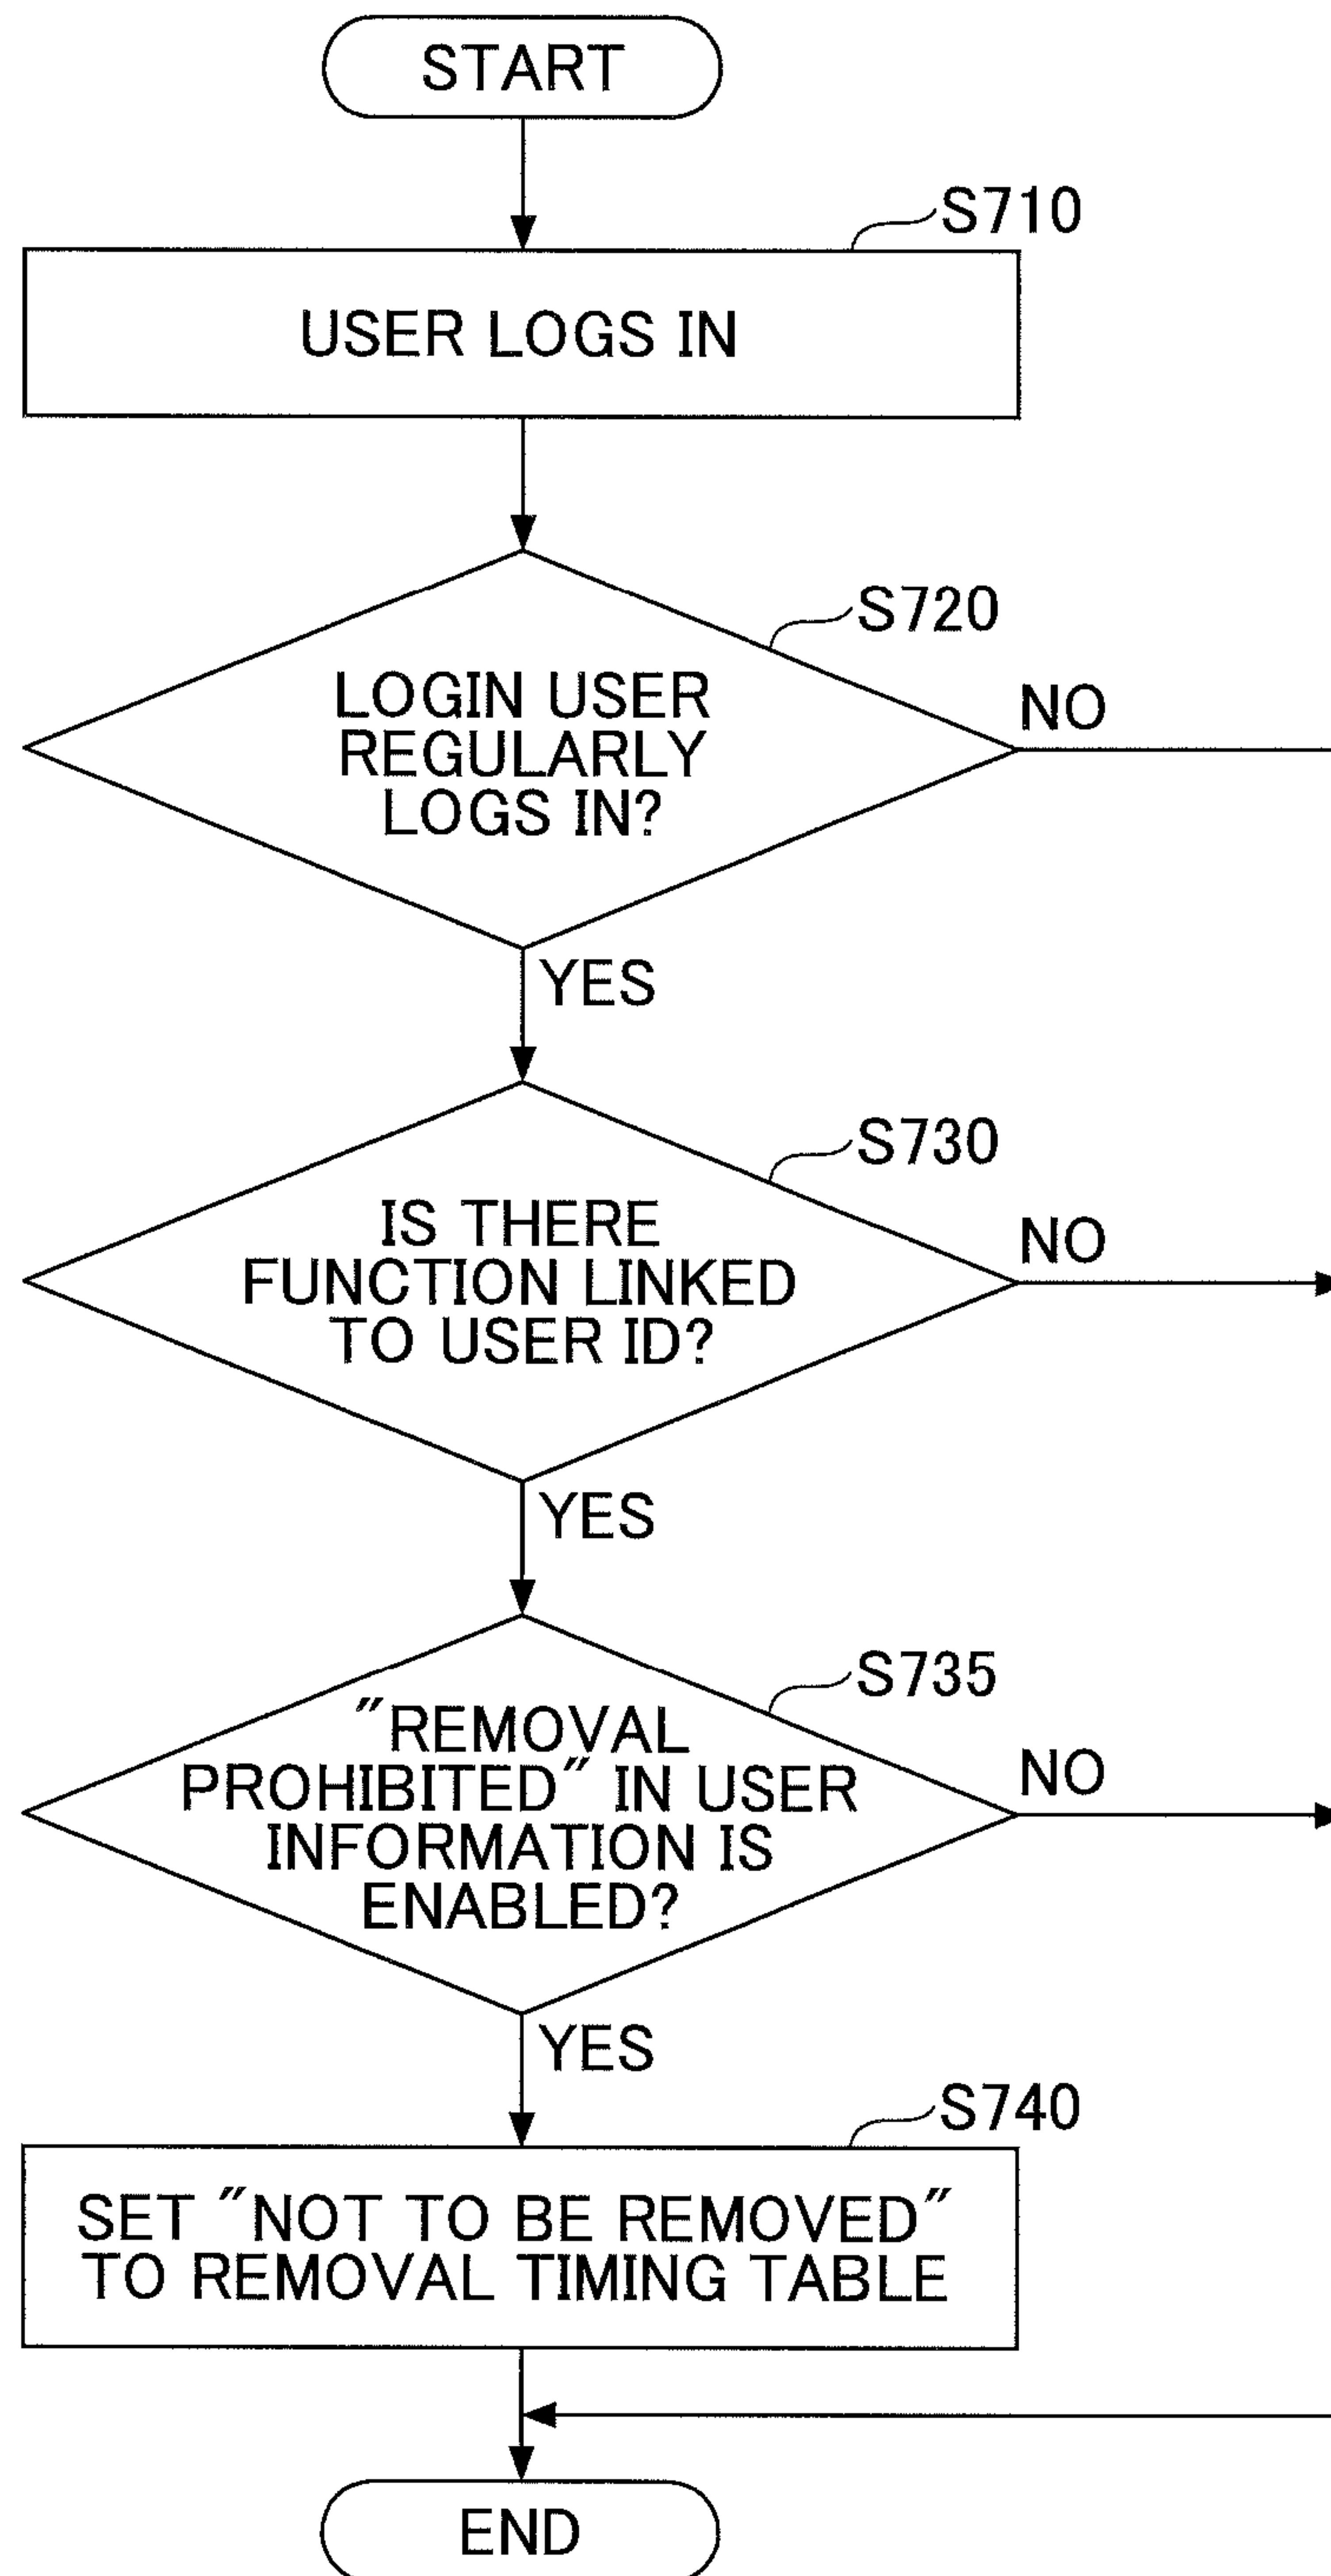 START
S710
USER LOGS IN
S720
LOGIN USER
REGULARLY
LOGS IN?
NO
YES
S730
IS THERE
FUNCTION LINKED
TO USER ID?
NO
YES
S735
"REMOVAL
PROHIBITED" IN USER
INFORMATION IS
ENABLED?
NO
YES
S740
SET "NOT TO BE REMOVED"
TO REMOVAL TIMING TABLE
END